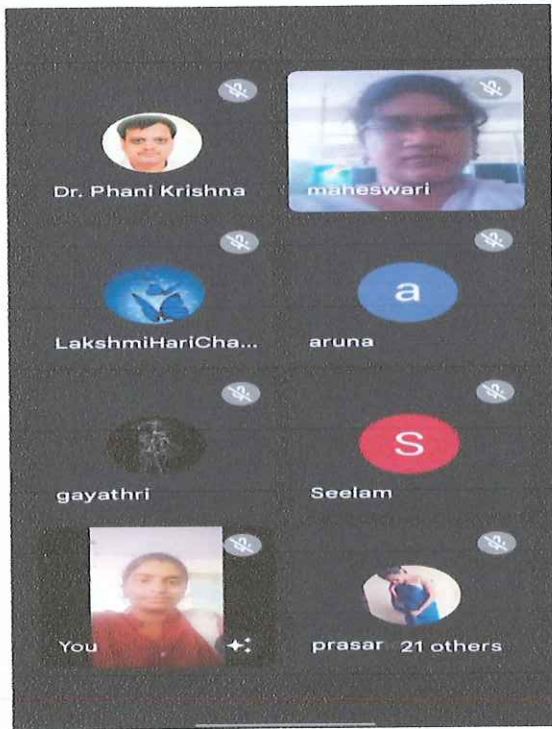 Dr. Phani Krishna
maheswari
LakshmiHariCha...
a
aruna
gayathri
S
Seelam
You
prasar 21 others